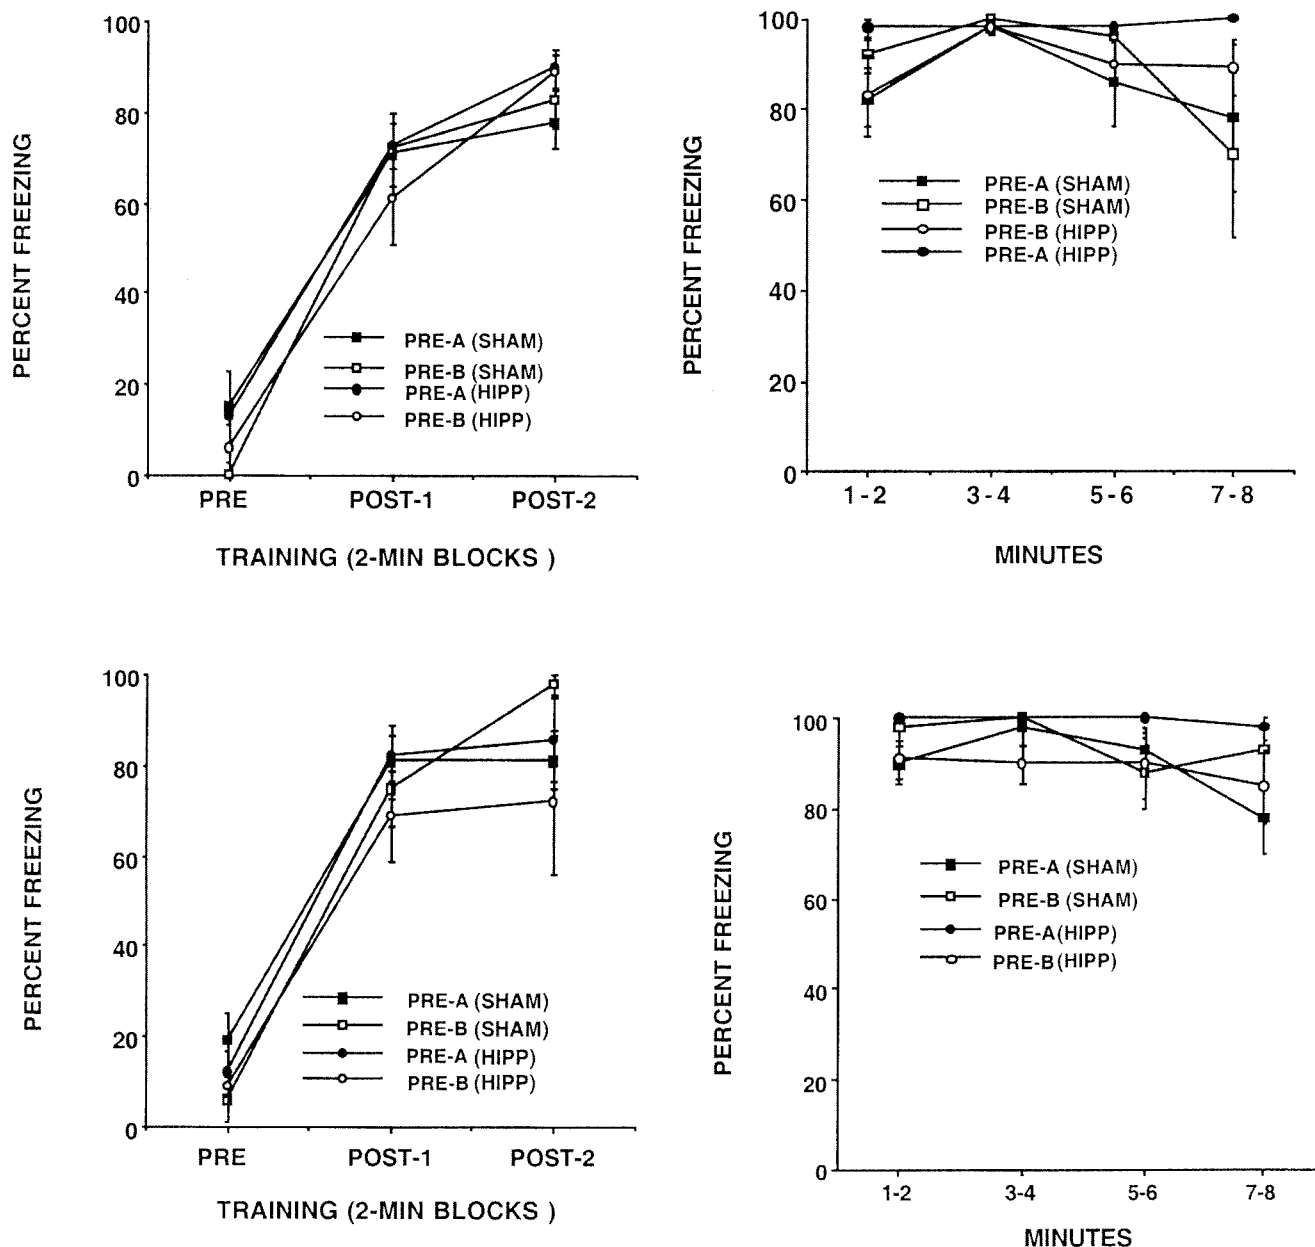 100
80
60
40
20
0
PERCENT FREEZING
PRE-A (SHAM)
PRE-B (SHAM)
PRE-A (HIPP)
PRE-B (HIPP)
PRE POST-1 POST-2
TRAINING (2-MIN BLOCKS )
100
80
60
40
20
0
PERCENT FREEZING
PRE-A (SHAM)
PRE-B (SHAM)
PRE-B (HIPP)
PRE-A (HIPP)
1-2 3-4 5-6 7-8
MINUTES
100
80
60
40
20
0
PERCENT FREEZING
PRE-A (SHAM)
PRE-B (SHAM)
PRE-A (HIPP)
PRE-B (HIPP)
PRE POST-1 POST-2
TRAINING (2-MIN BLOCKS )
100
80
60
40
20
0
PERCENT FREEZING
PRE-A (SHAM)
PRE-B (SHAM)
PRE-A (HIPP)
PRE-B (HIPP)
1-2 3-4 5-6 7-8
MINUTES